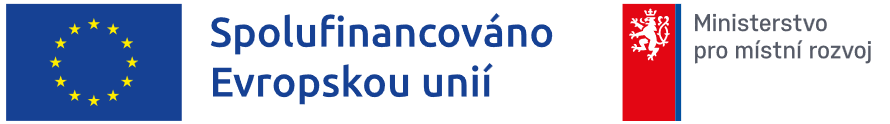 Spolufinancováno
Evropskou unií
Ministerstvo
pro místní rozvoj